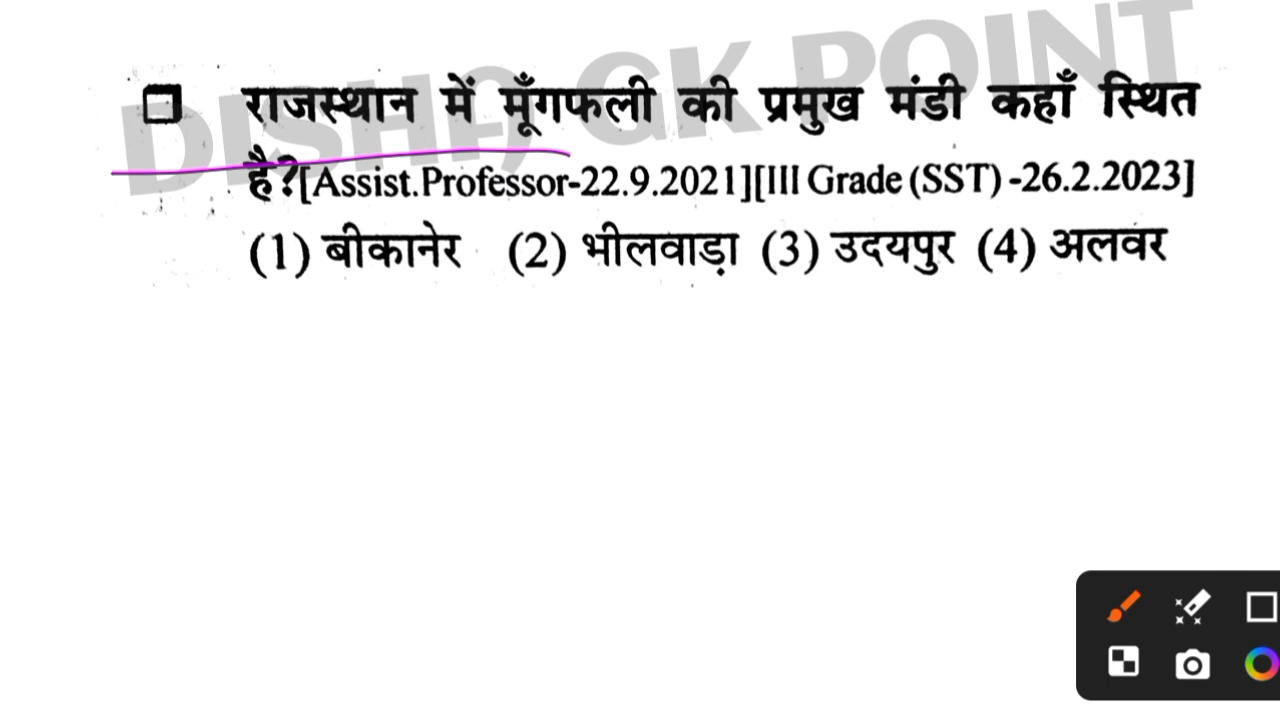 DISHA GK POINT
राजस्थान में मूँगफली की प्रमुख मंडी कहाँ स्थित
है?[Assist.Professor-22.9.2021][III Grade (SST) -26.2.2023]
(1) बीकानेर (2) भीलवाड़ा (3) उदयपुर (4) अलवर